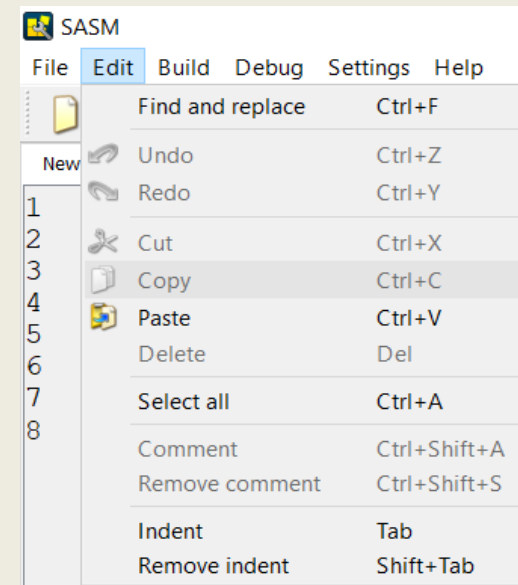 SASM
File Edit Build Debug Settings Help
Find and replace Ctrl+F
New
Undo Ctrl+Z
Redo Ctrl+Y
1
2
Cut Ctrl+X
3
Copy Ctrl+C
4
Paste Ctrl+V
5
Delete Del
6
7
Select all Ctrl+A
8
Comment Ctrl+Shift+A
Remove comment Ctrl+Shift+S
Indent Tab
Remove indent Shift+Tab